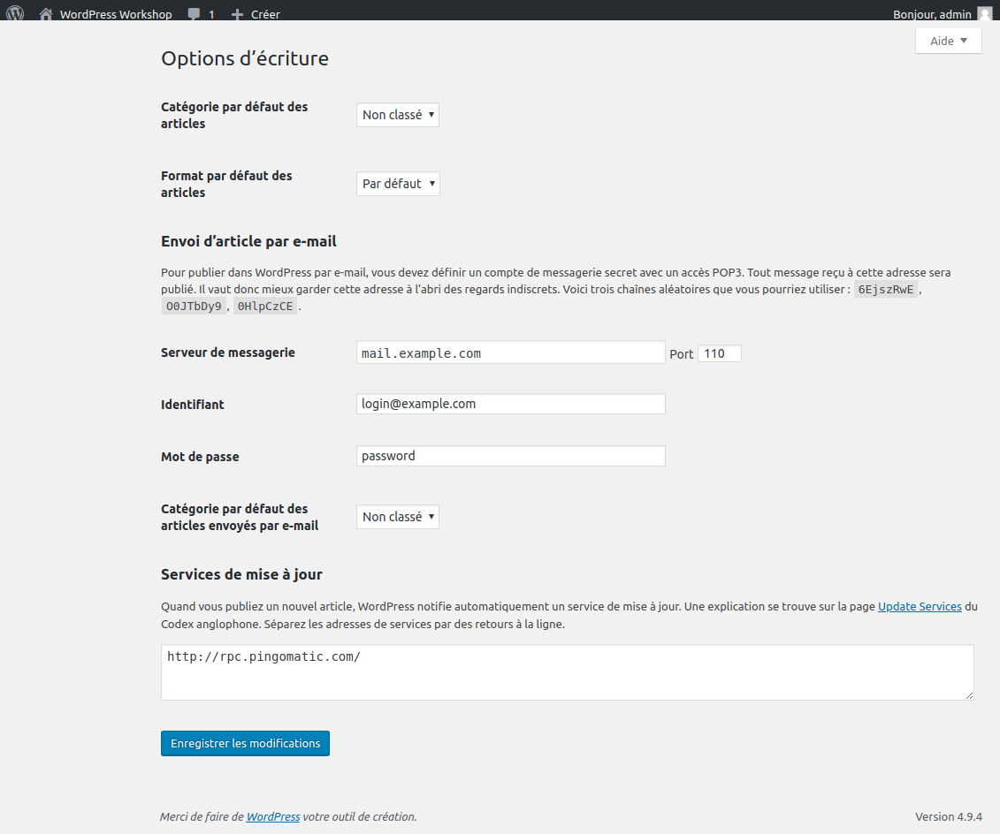 WordPress Workshop 1 Créer Bonjour, admin
Aide
Options d’écriture
Catégorie par défaut des
articles
Non classé
Format par défaut des
articles
Par défaut
Envoi d’article par e-mail
Pour publier dans WordPress par e-mail, vous devez définir un compte de messagerie secret avec un accès POP3. Tout message reçu à cette adresse sera
publié. Il vaut donc mieux garder cette adresse à l’abri des regards indiscrets. Voici trois chaînes aléatoires que vous pourriez utiliser : 6EjszRwE ,
O0JTbDy9 , 0HlpCzCE .
Serveur de messagerie mail.example.com Port 110
Identifiant login@example.com
Mot de passe password
Catégorie par défaut des
articles envoyés par e-mail
Non classé
Services de mise à jour
Quand vous publiez un nouvel article, WordPress notifie automatiquement un service de mise à jour. Une explication se trouve sur la page Update Services du
Codex anglophone. Séparez les adresses de services par des retours à la ligne.
http://rpc.pingomatic.com/
Enregistrer les modifications
Merci de faire de WordPress votre outil de création. Version 4.9.4